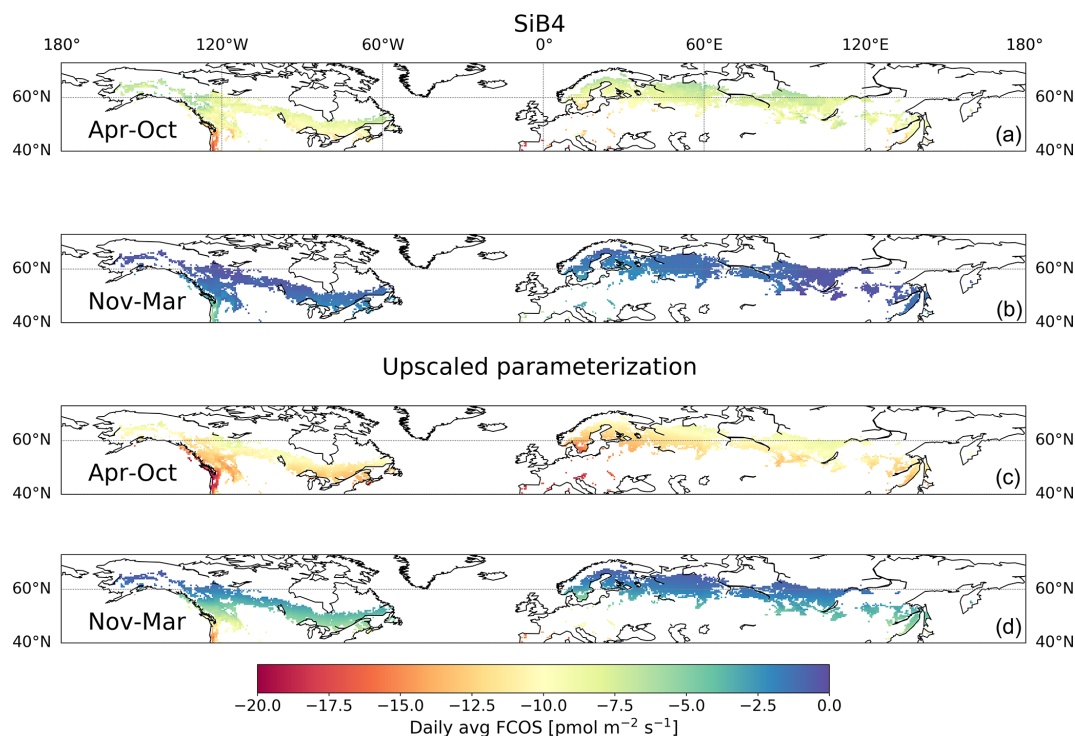 SiB4
180° 120°W 60°W 0° 60°E 120°E 180°
60°N 60°N
Apr-Oct (a)
40°N 40°N
60°N 60°N
Nov-Mar (b)
40°N 40°N
Upscaled parameterization
60°N 60°N
Apr-Oct (c)
40°N 40°N
60°N 60°N
Nov-Mar (d)
40°N 40°N
−20.0 −17.5 −15.0 −12.5 −10.0 −7.5 −5.0 −2.5 0.0
Daily avg FCOS [pmol m⁻² s⁻¹]